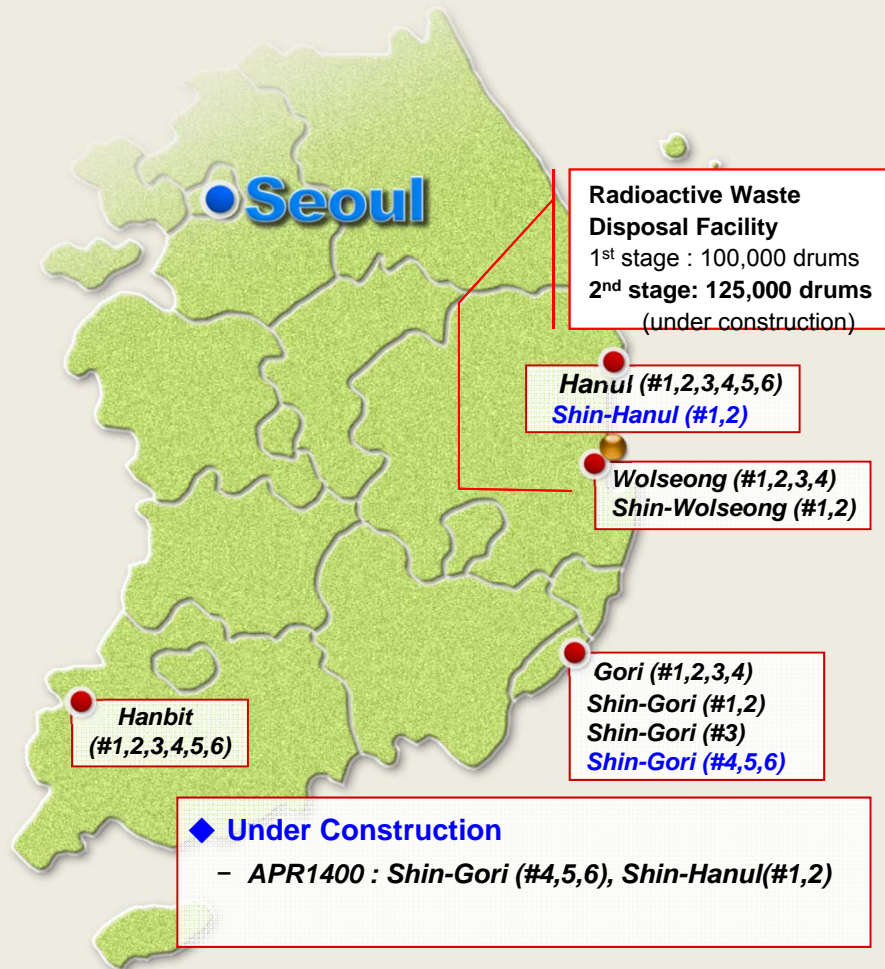 Seoul
Radioactive Waste
Disposal Facility
1st stage : 100,000 drums
2nd stage: 125,000 drums
(under construction)
Hanul (#1,2,3,4,5,6)
Shin-Hanul (#1,2)
Wolseong (#1,2,3,4)
Shin-Wolseong (#1,2)
Gori (#1,2,3,4)
Shin-Gori (#1,2)
Shin-Gori (#3)
Shin-Gori (#4,5,6)
Hanbit
(#1,2,3,4,5,6)
◆ Under Construction
− APR1400 : Shin-Gori (#4,5,6), Shin-Hanul(#1,2)